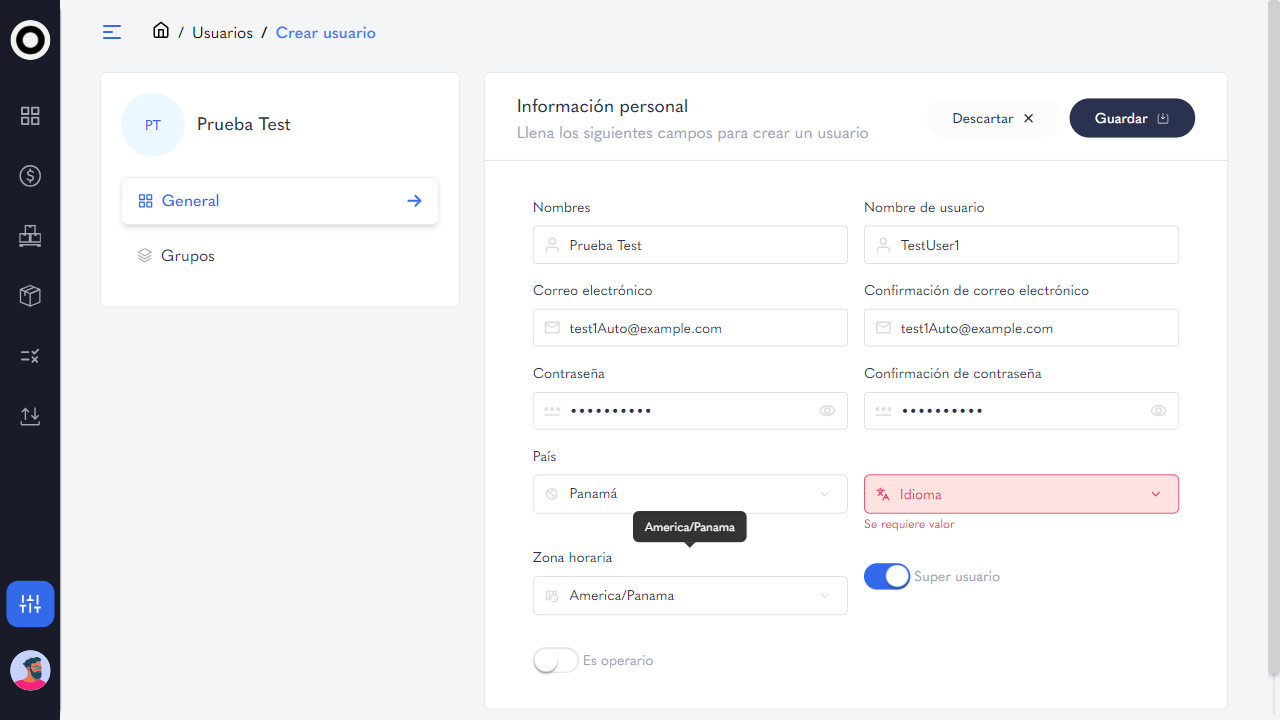 / Usuarios / Crear usuario
PT
Prueba Test
General
Grupos
Información personal
Llena los siguientes campos para crear un usuario
Descartar
Guardar
Nombres
Nombre de usuario
Prueba Test
TestUser1
Correo electrónico
Confirmación de correo electrónico
test1Auto@example.com
test1Auto@example.com
Contraseña
Confirmación de contraseña
••••••••••
••••••••••
País
Panamá
Idioma
Se requiere valor
America/Panama
Zona horaria
America/Panama
Super usuario
Es operario